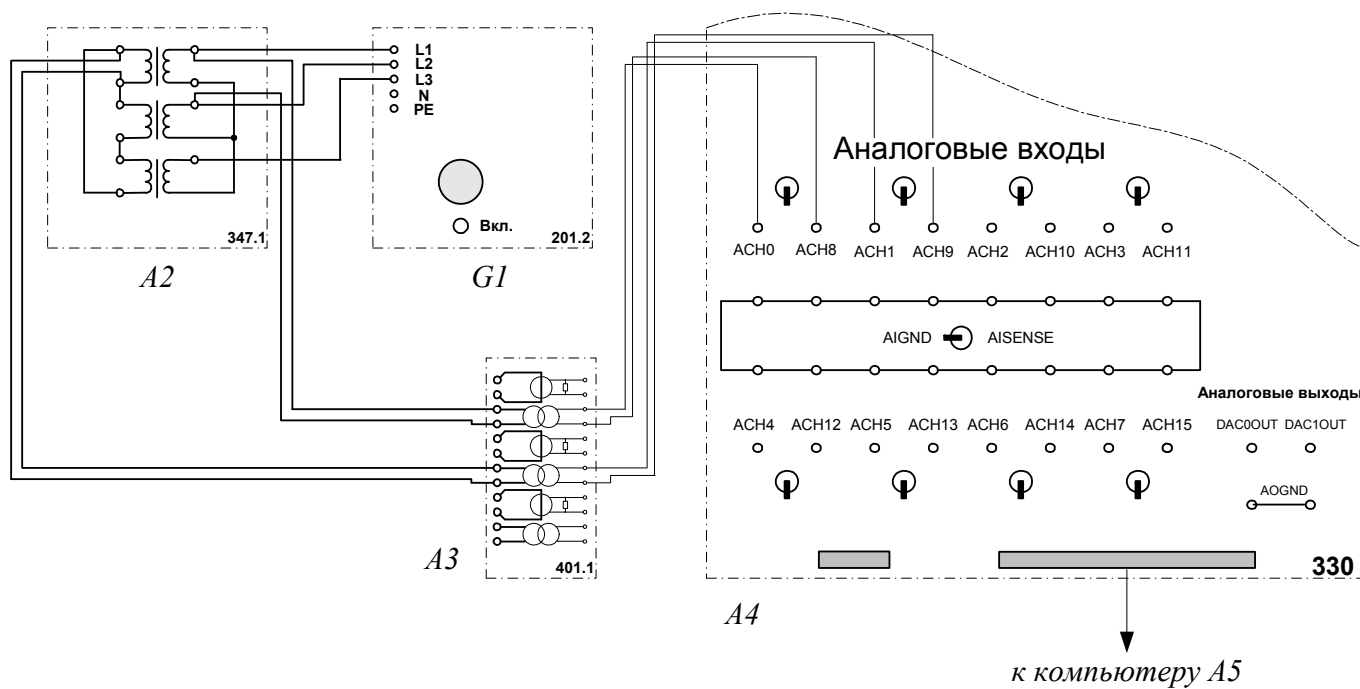 L1
L2
L3
N
PE
Вкл.
347.1
201.2
A2
G1
Аналоговые входы
ACH0 ACH8 ACH1 ACH9 ACH2 ACH10 ACH3 ACH11
AIGND AISENSE
Аналоговые выходы
ACH4 ACH12 ACH5 ACH13 ACH6 ACH14 ACH7 ACH15 DAC0OUT DAC1OUT
AOGND
A3
401.1
330
A4
к компьютеру A5